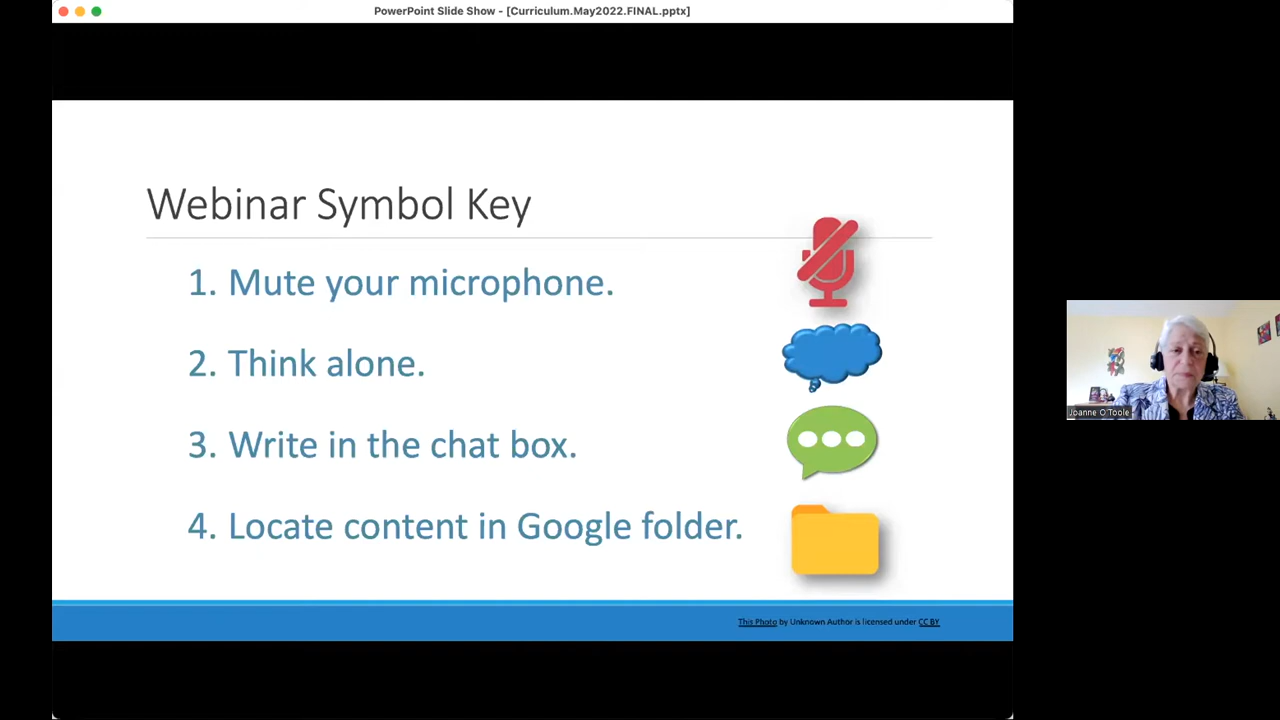 PowerPoint Slide Show - [Curriculum.May2022.FINAL.pptx]
Webinar Symbol Key
1. Mute your microphone.
2. Think alone.
3. Write in the chat box.
4. Locate content in Google folder.
Joanne O'Toole
This Photo by Unknown Author is licensed under CC BY